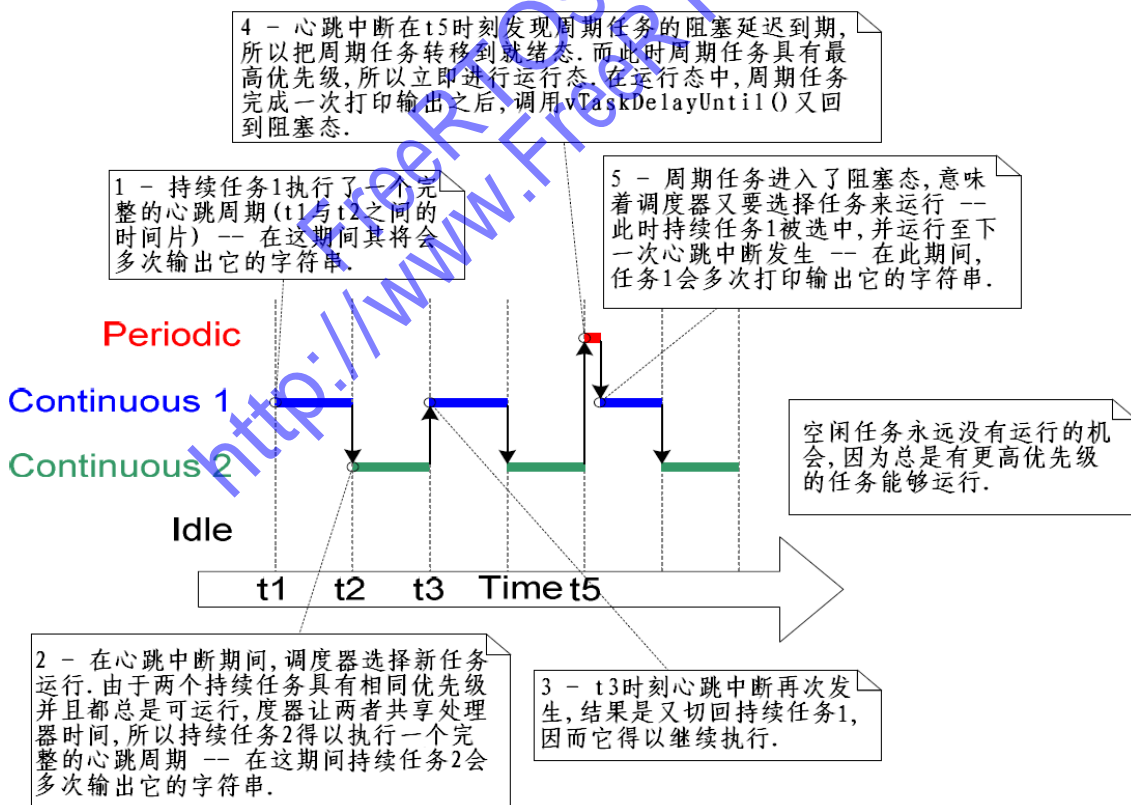 4 - 心跳中断在t5时刻发现周期任务的阻塞延迟到期,
所以把周期任务转移到就绪态.而此时周期任务具有最
高优先级,所以立即进行运行态.在运行态中,周期任务
完成一次打印输出之后,调用vTaskDelayUntil()又回
到阻塞态.
1 - 持续任务1执行了一个完
整的心跳周期(t1与t2之间的
时间片) -- 在这期间其将会
多次输出它的字符串.
5 - 周期任务进入了阻塞态,意味
着调度器又要选择任务来运行 --
此时持续任务1被选中,并运行至下
一次心跳中断发生 -- 在此期间,
任务1会多次打印输出它的字符串.
Periodic
Continuous 1
Continuous 2
Idle
空闲任务永远没有运行的机
会,因为总是有更高优先级
的任务能够运行.
t1 t2 t3 Time t5
2 - 在心跳中断期间,调度器选择新任务
运行.由于两个持续任务具有相同优先级
并且都总是可运行,度器让两者共享处理
器时间,所以持续任务2得以执行一个完
整的心跳周期 -- 在这期间持续任务2会
多次输出它的字符串.
3 - t3时刻心跳中断再次发
生,结果是又切回持续任务1,
因而它得以继续执行.
FreeRTOS
http://www.FreeRT